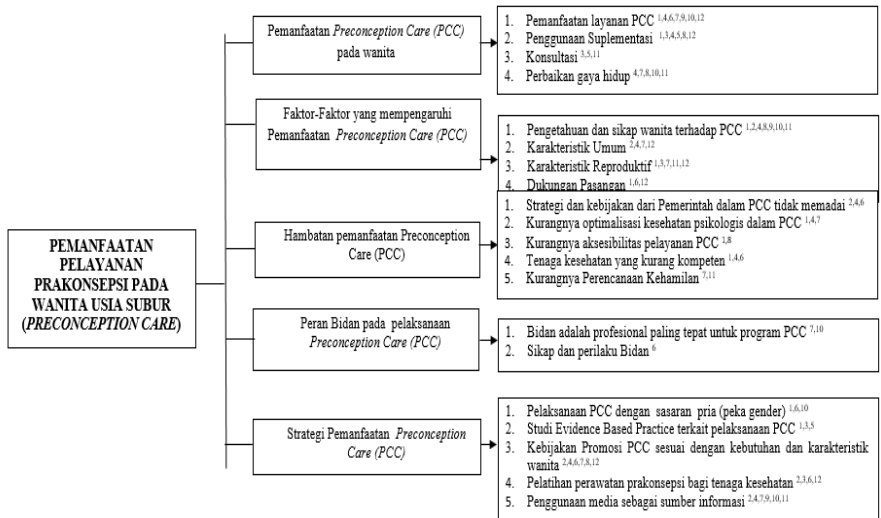 Pemanfaatan Preconception Care (PCC)
pada wanita
1. Pemanfaatan layanan PCC 1,4,6,7,9,10,12
2. Penggunaan Suplementasi 1,3,4,5,8,12
3. Konsultasi 3,5,11
4. Perbaikan gaya hidup 4,7,8,10,11
Faktor-Faktor yang mempengaruhi
Pemanfaatan Preconception Care (PCC)
1. Pengetahuan dan sikap wanita terhadap PCC 1,2,4,8,9,10,11
2. Karakteristik Umum 2,4,7,12
3. Karakteristik Reproduktif 1,3,7,11,12
4. Dukungan Pasangan 1,6,12
PEMANFAATAN
PELAYANAN
PRAKONSEPSI PADA
WANITA USIA SUBUR
(PRECONCEPTION CARE)
Hambatan pemanfaatan Preconception
Care (PCC)
1. Strategi dan kebijakan dari Pemerintah dalam PCC tidak memadai 2,4,6
2. Kurangnya optimalisasi kesehatan psikologis dalam PCC 1,4,7
3. Kurangnya aksesibilitas pelayanan PCC 1,8
4. Tenaga kesehatan yang kurang kompeten 1,4,6
5. Kurangnya Perencanaan Kehamilan 7,11
Peran Bidan pada pelaksanaan
Preconception Care (PCC)
1. Bidan adalah profesional paling tepat untuk program PCC 7,10
2. Sikap dan perilaku Bidan 6
Strategi Pemanfaatan Preconception
Care (PCC)
1. Pelaksanaan PCC dengan sasaran pria (peka gender) 1,6,10
2. Studi Evidence Based Practice terkait pelaksanaan PCC 1,3,5
3. Kebijakan Promosi PCC sesuai dengan kebutuhan dan karakteristik
wanita 2,4,6,7,8,12
4. Pelatihan perawatan prakonsepsi bagi tenaga kesehatan 2,3,6,12
5. Penggunaan media sebagai sumber informasi 2,4,7,9,10,11